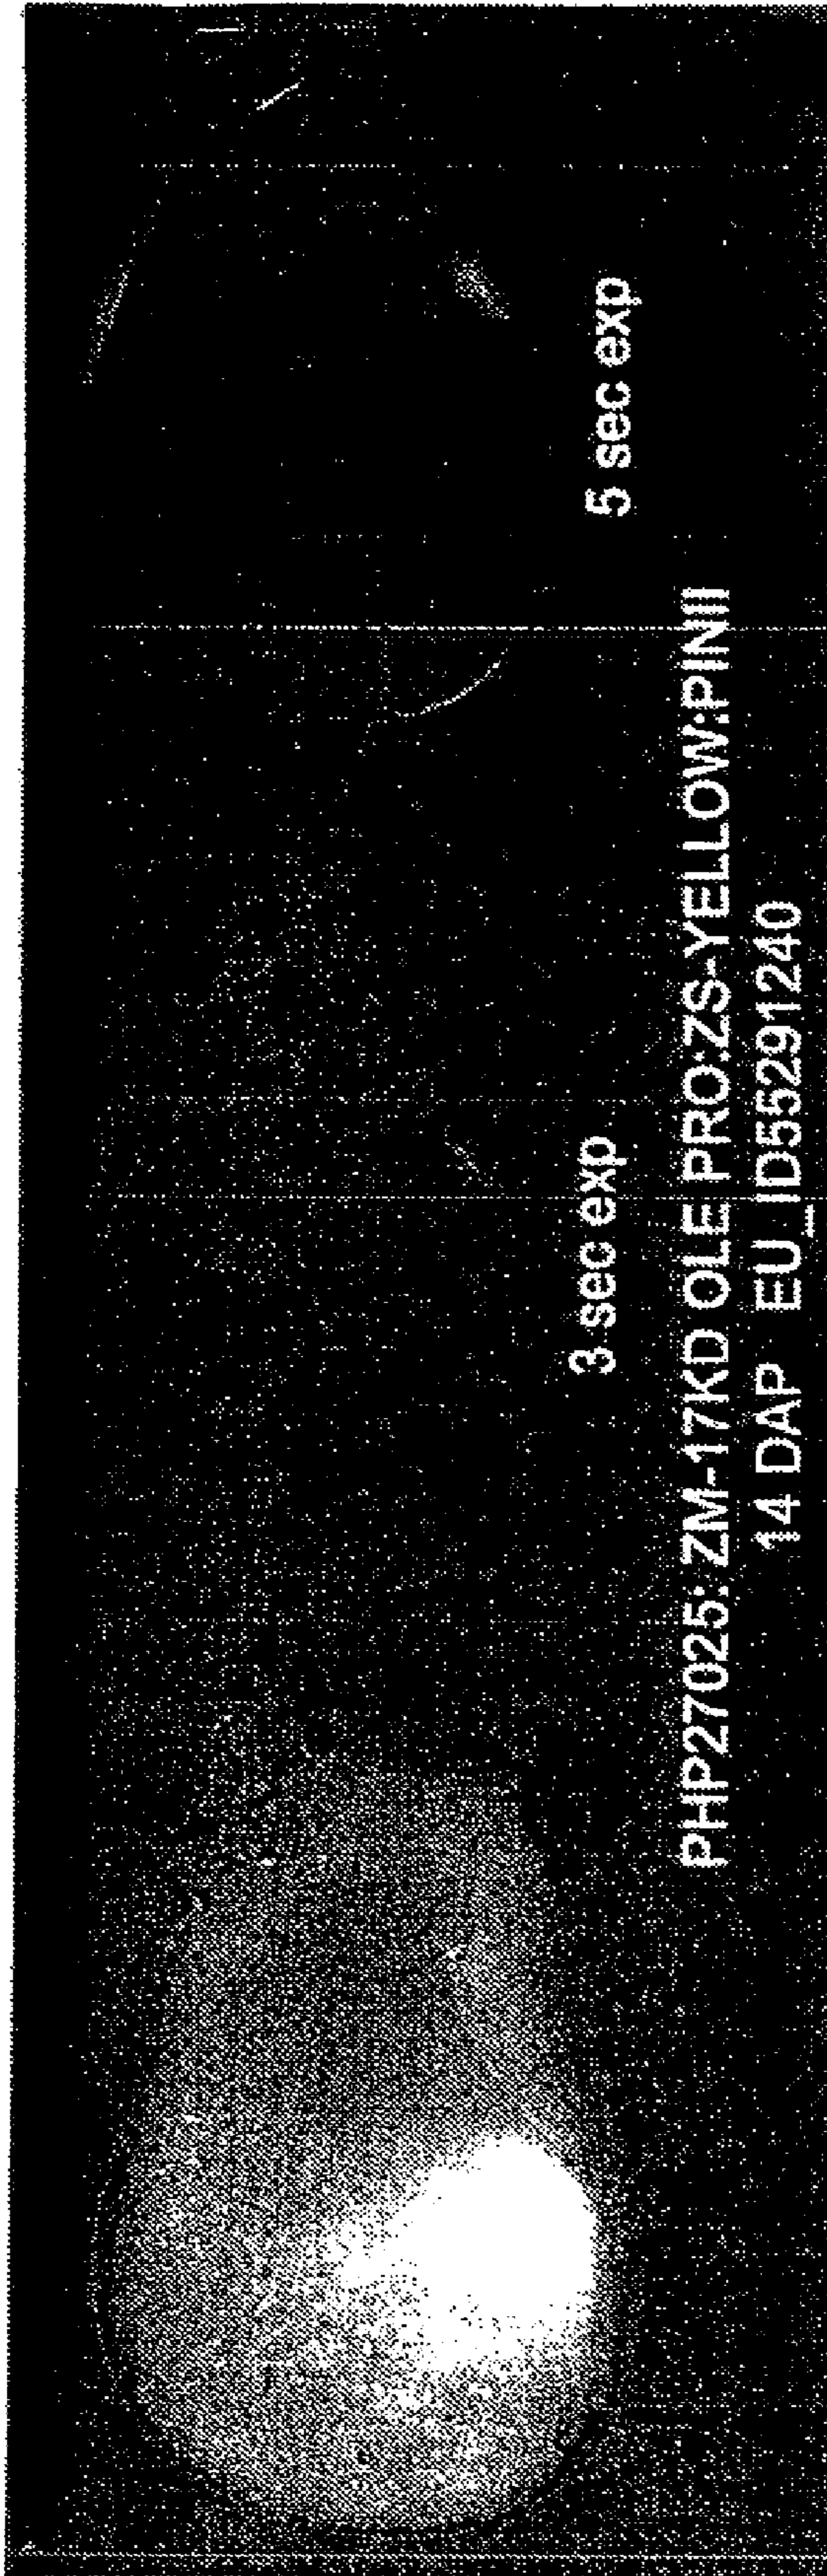 3 sec exp
5 sec exp
PHP27025: ZM-17KD OLE PRO:ZS-YELLOW:PINII
14 DAP EU_ID55291240